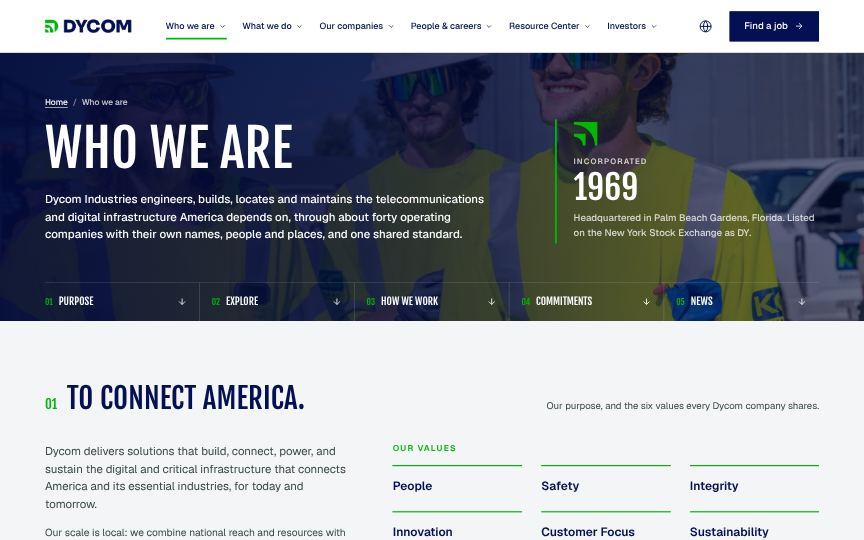 DYCOM
Who we are
What we do
Our companies
People & careers
Resource Center
Investors
Find a job
Home / Who we are
WHO WE ARE
Dycom Industries engineers, builds, locates and maintains the telecommunications
and digital infrastructure America depends on, through about forty operating
companies with their own names, people and places, and one shared standard.
INCORPORATED
1969
Headquartered in Palm Beach Gardens, Florida. Listed
on the New York Stock Exchange as DY.
01 PURPOSE
02 EXPLORE
03 HOW WE WORK
04 COMMITMENTS
05 NEWS
01 TO CONNECT AMERICA.
Our purpose, and the six values every Dycom company shares.
Dycom delivers solutions that build, connect, power, and
sustain the digital and critical infrastructure that connects
America and its essential industries, for today and
tomorrow.
Our scale is local: we combine national reach and resources with
OUR VALUES
People
Safety
Integrity
Innovation
Customer Focus
Sustainability